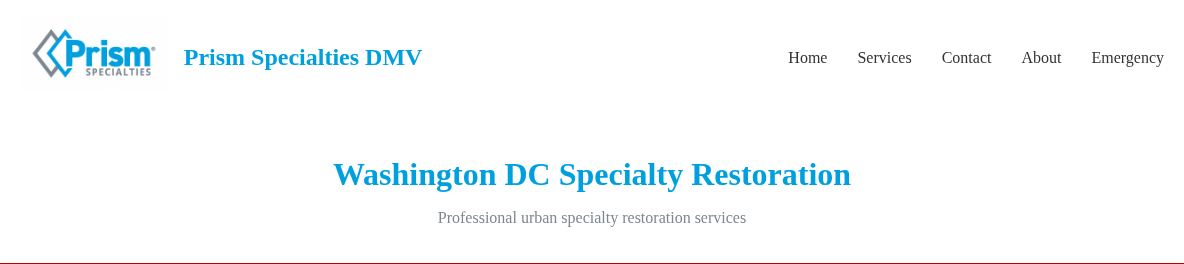 Prism®
SPECIALTIES
Prism Specialties DMV
Home Services Contact About Emergency
Washington DC Specialty Restoration
Professional urban specialty restoration services